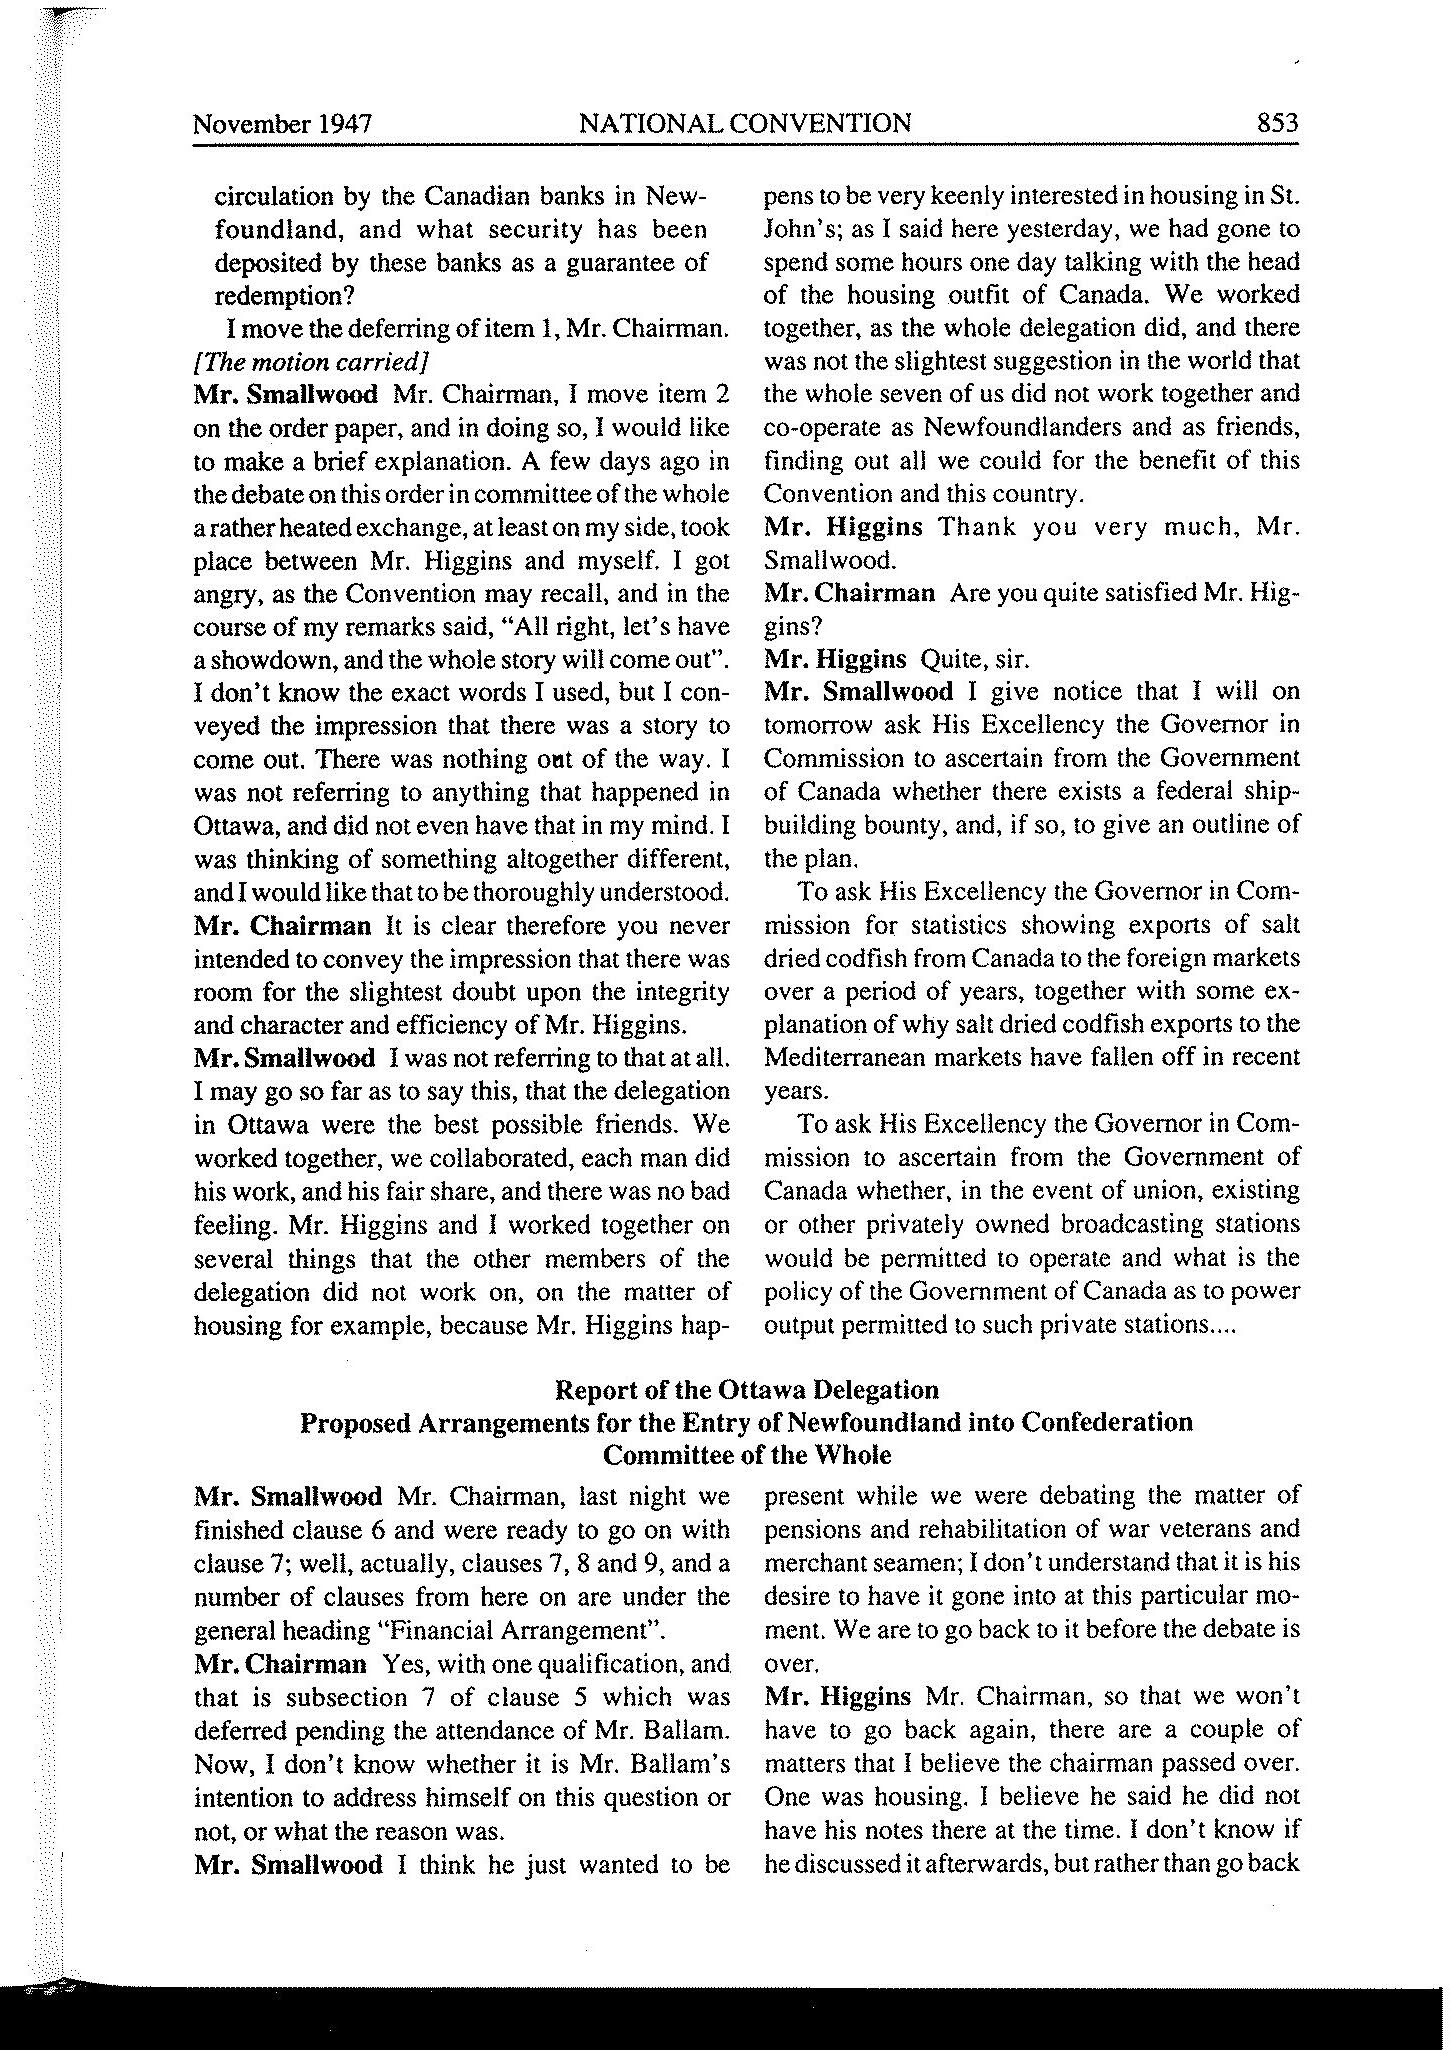 November 1947 NATIONAL CONVENTION 853
circulation by the Canadian banks in New-
foundland, and what security has been
deposited by these banks as a guarantee of
redemption?
I move the deferring of item 1, Mr. Chairman.
[The motion carried]
Mr. Smallwood Mr. Chairman, I move item 2
on the order paper, and in doing so, I would like
to make a brief explanation. A few days ago in
the debate on this order in committee of the whole
a rather heated exchange, at least on my side, took
place between Mr. Higgins and myself. I got
angry, as the Convention may recall, and in the
course of my remarks said, “All right, let’s have
a showdown, and the whole story will come out”.
I don’t know the exact words I used, but I con-
veyed the impression that there was a story to
come out. There was nothing out of the way. I
was not referring to anything that happened in
Ottawa, and did not even have that in my mind. I
was thinking of something altogether different,
and I would like that to be thoroughly understood.
Mr. Chairman It is clear therefore you never
intended to convey the impression that there was
room for the slightest doubt upon the integrity
and character and efficiency of Mr. Higgins.
Mr. Smallwood I was not referring to that at all.
I may go so far as to say this, that the delegation
in Ottawa were the best possible friends. We
worked together, we collaborated, each man did
his work, and his fair share, and there was no bad
feeling. Mr. Higgins and I worked together on
several things that the other members of the
delegation did not work on, on the matter of
housing for example, because Mr. Higgins hap-
pens to be very keenly interested in housing in St.
John’s; as I said here yesterday, we had gone to
spend some hours one day talking with the head
of the housing outfit of Canada. We worked
together, as the whole delegation did, and there
was not the slightest suggestion in the world that
the whole seven of us did not work together and
co-operate as Newfoundlanders and as friends,
finding out all we could for the benefit of this
Convention and this country.
Mr. Higgins Thank you very much, Mr.
Smallwood.
Mr. Chairman Are you quite satisfied Mr. Hig-
gins?
Mr. Higgins Quite, sir.
Mr. Smallwood I give notice that I will on
tomorrow ask His Excellency the Governor in
Commission to ascertain from the Government
of Canada whether there exists a federal ship-
building bounty, and, if so, to give an outline of
the plan.
To ask His Excellency the Governor in Com-
mission for statistics showing exports of salt
dried codfish from Canada to the foreign markets
over a period of years, together with some ex-
planation of why salt dried codfish exports to the
Mediterranean markets have fallen off in recent
years.
To ask His Excellency the Governor in Com-
mission to ascertain from the Government of
Canada whether, in the event of union, existing
or other privately owned broadcasting stations
would be permitted to operate and what is the
policy of the Government of Canada as to power
output permitted to such private stations....
Report of the Ottawa Delegation
Proposed Arrangements for the Entry of Newfoundland into Confederation
Committee of the Whole
Mr. Smallwood Mr. Chairman, last night we
finished clause 6 and were ready to go on with
clause 7; well, actually, clauses 7, 8 and 9, and a
number of clauses from here on are under the
general heading “Financial Arrangement”.
Mr. Chairman Yes, with one qualification, and
that is subsection 7 of clause 5 which was
deferred pending the attendance of Mr. Ballam.
Now, I don’t know whether it is Mr. Ballam’s
intention to address himself on this question or
not, or what the reason was.
Mr. Smallwood I think he just wanted to be
present while we were debating the matter of
pensions and rehabilitation of war veterans and
merchant seamen; I don’t understand that it is his
desire to have it gone into at this particular mo-
ment. We are to go back to it before the debate is
over.
Mr. Higgins Mr. Chairman, so that we won’t
have to go back again, there are a couple of
matters that I believe the chairman passed over.
One was housing. I believe he said he did not
have his notes there at the time. I don’t know if
he discussed it afterwards, but rather than go back